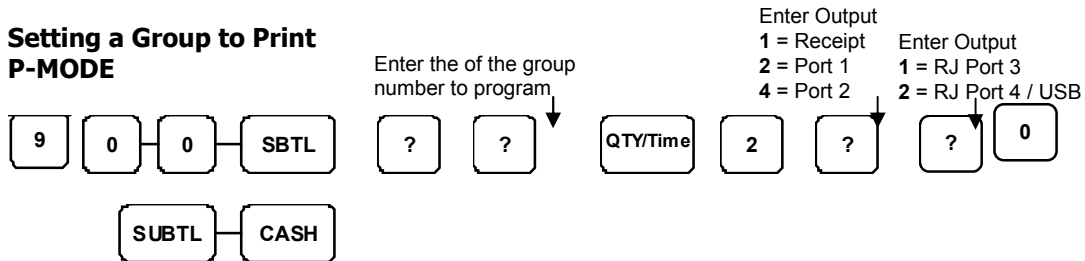 Setting a Group to Print
P-MODE
Enter the of the group
number to program
Enter Output
1 = Receipt
2 = Port 1
4 = Port 2
Enter Output
1 = RJ Port 3
2 = RJ Port 4 / USB
9 0 0 SBTL ? ? QTY/Time 2 ? ? 0
SUBTL CASH